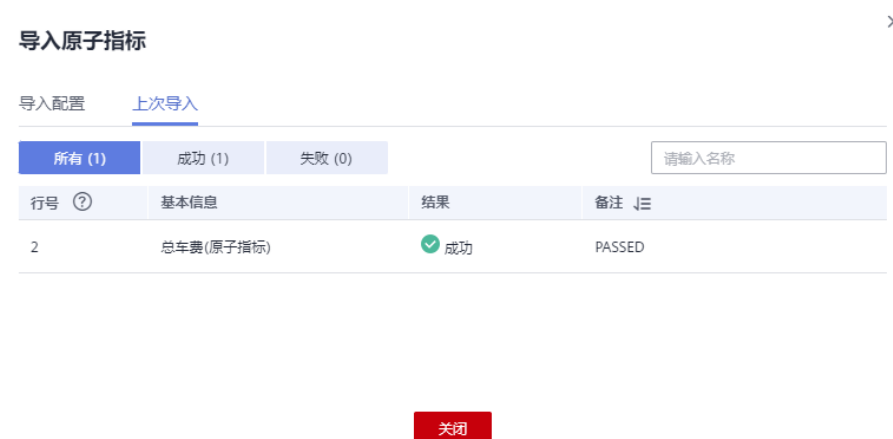 导入原子指标
导入配置 上次导入
所有 (1) 成功 (1) 失败 (0) 请输入名称
行号 ? 基本信息 结果 备注
2 总车费(原子指标) 成功 PASSED
关闭